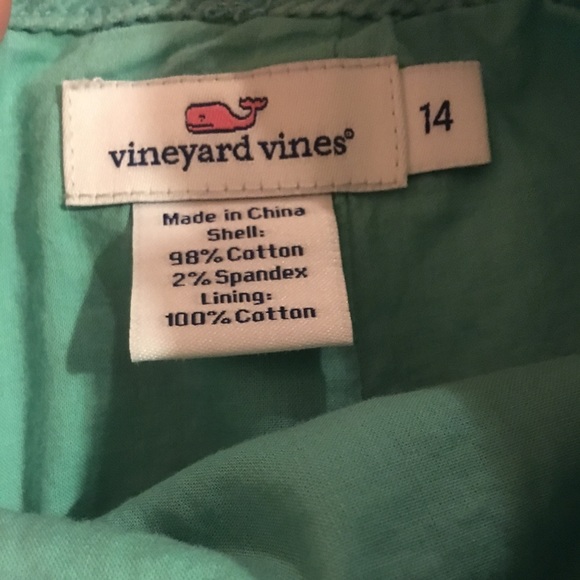 vineyard vines®
14
Made in China
Shell:
98% Cotton
2% Spandex
Lining:
100% Cotton